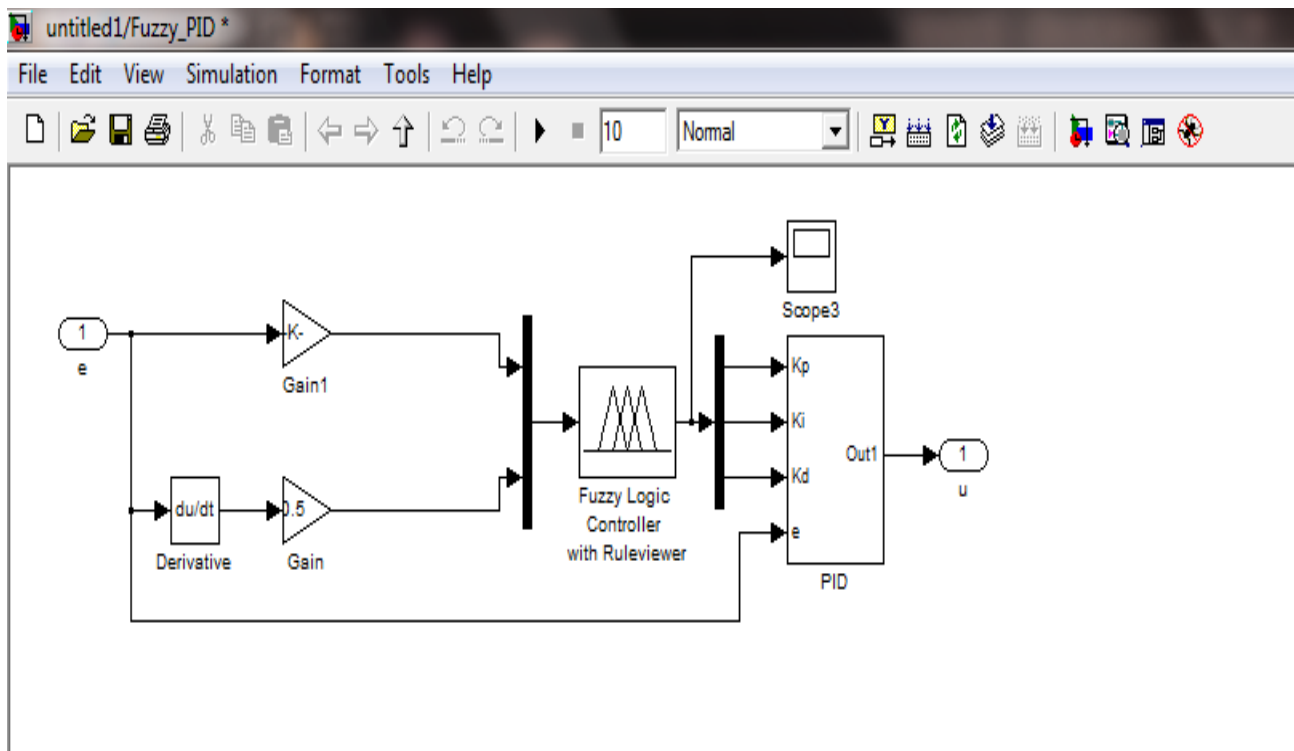 untitled1/Fuzzy_PID *
File Edit View Simulation Format Tools Help
10 Normal
Scope3
1
e
-K-
Gain1
Kp
Ki
Kd
e
Out1
PID
1
u
du/dt
Derivative
0.5
Gain
Fuzzy Logic
Controller
with Ruleviewer